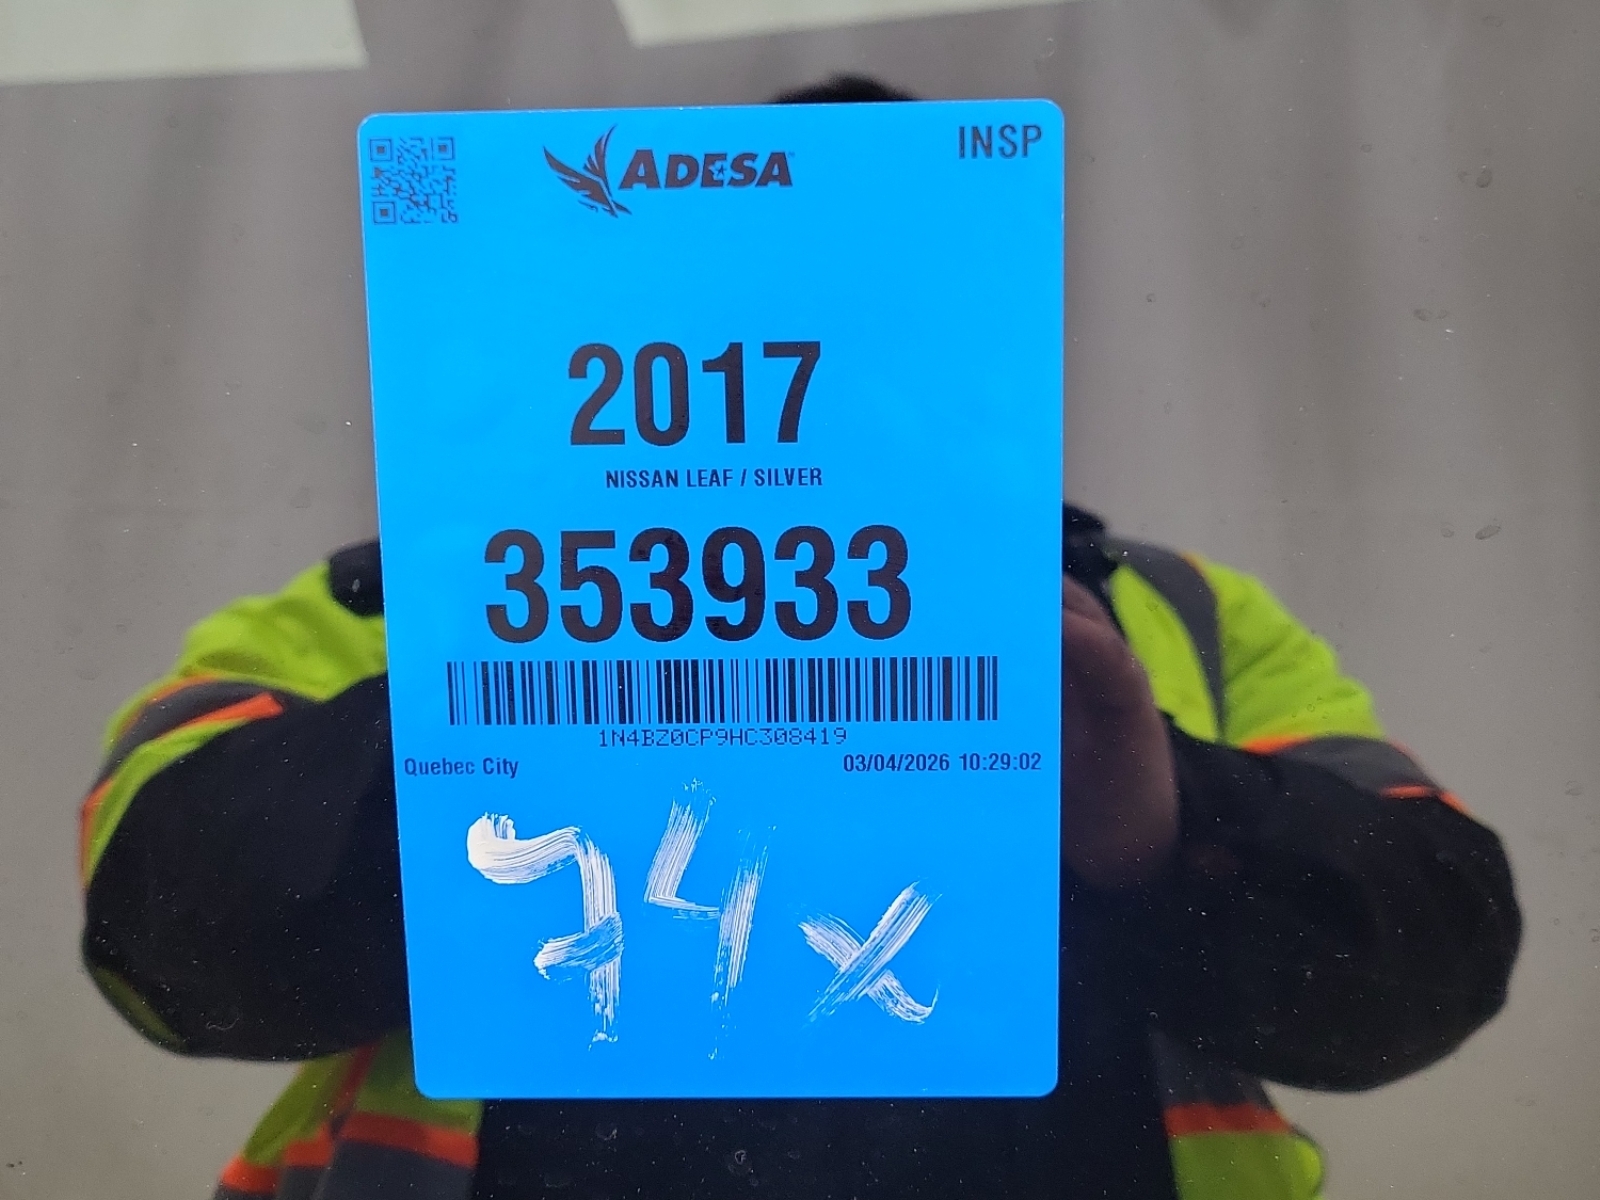 ADESA
INSP
2017
NISSAN LEAF / SILVER
353933
1N4BZ0CP9HC308419
Quebec City
03/04/2026 10:29:02
74x